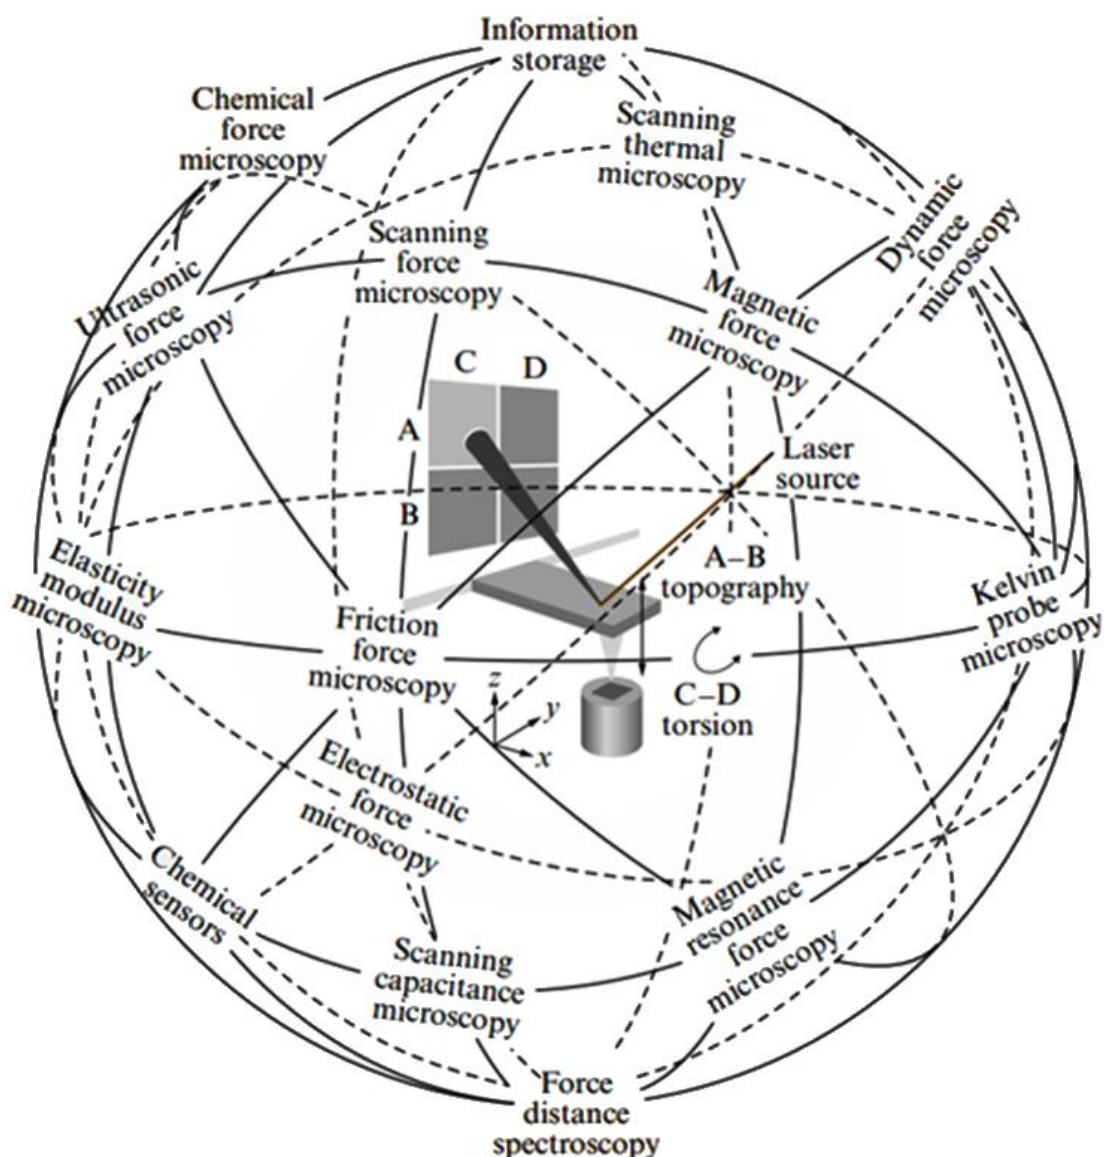 Information
storage
Chemical
force
microscopy
Scanning
thermal
microscopy
Dynamic
force
microscopy
Scanning
force
microscopy
Ultrasonic
force
microscopy
Magnetic
force
microscopy
C
D
A
B
Laser
source
A–B
topography
Elasticity
modulus
microscopy
Kelvin
probe
microscopy
Friction
force
microscopy
C–D
torsion
z
y
x
Electrostatic
force
microscopy
Chemical
sensors
Magnetic
resonance
force
microscopy
Scanning
capacitance
microscopy
Force
distance
spectroscopy